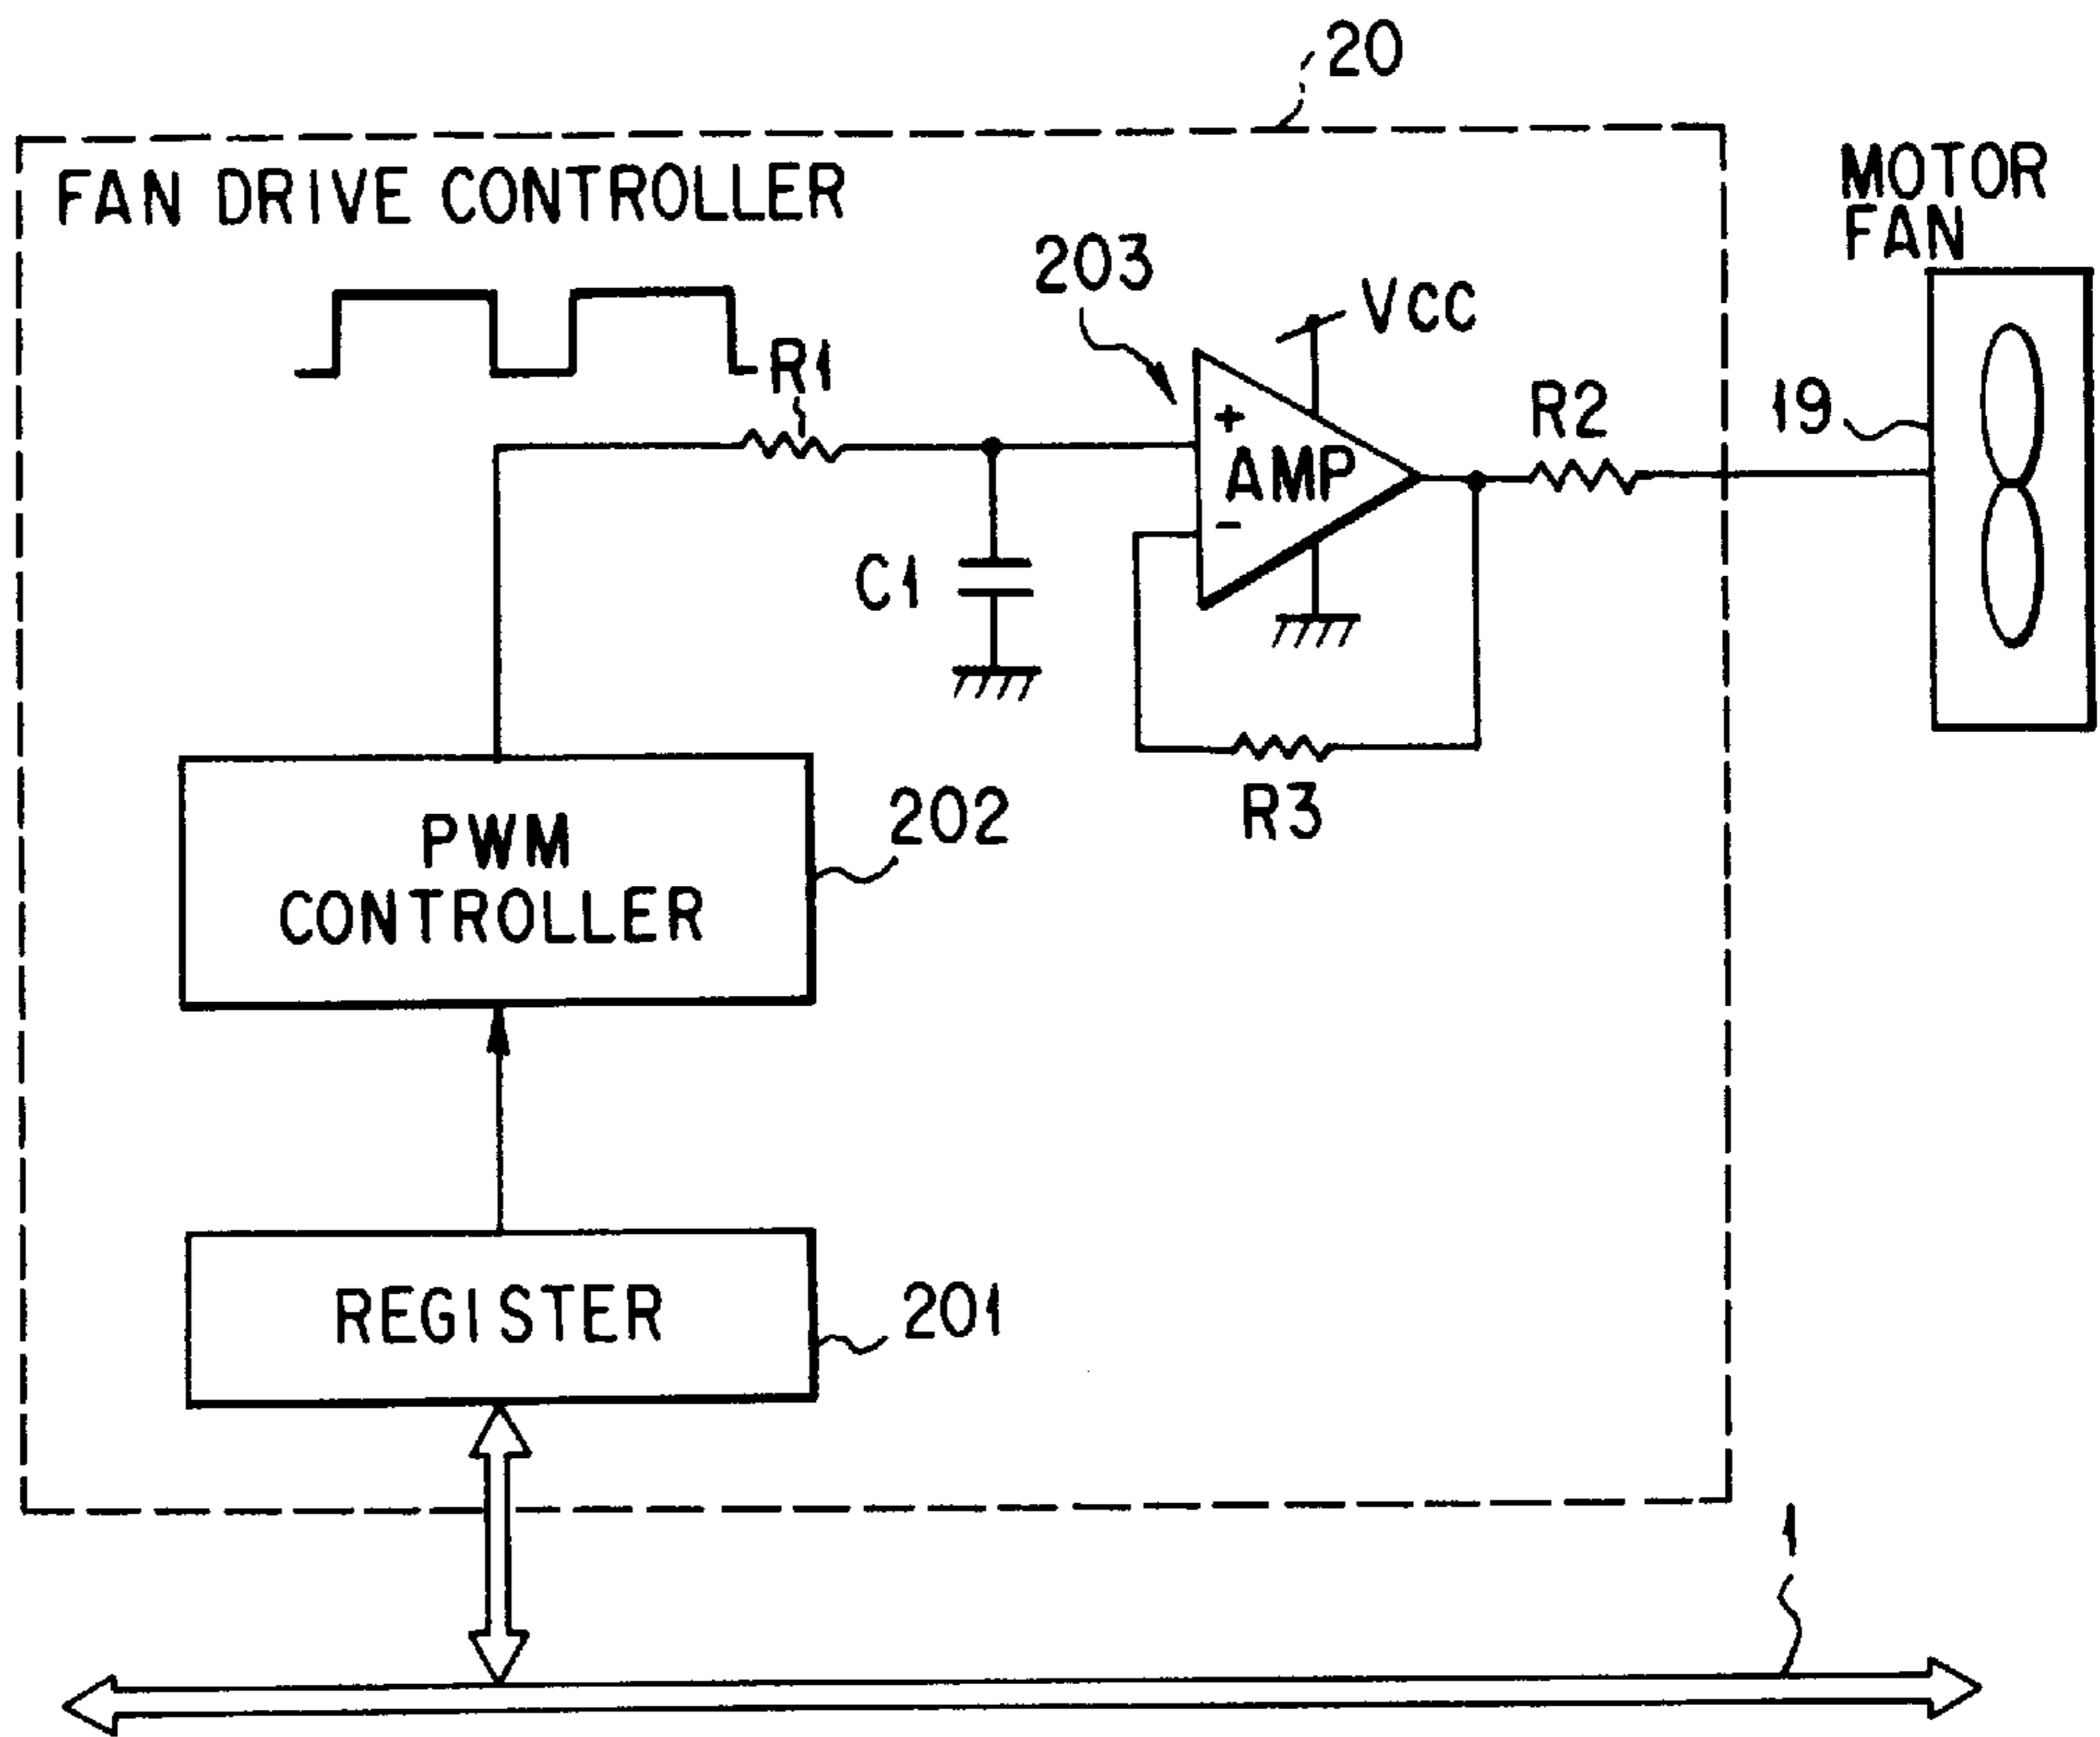 20
FAN DRIVE CONTROLLER
MOTOR
FAN
203
VCC
R1
+
AMP
-
R2
19
C1
R3
PWM
CONTROLLER
202
REGISTER
201
1